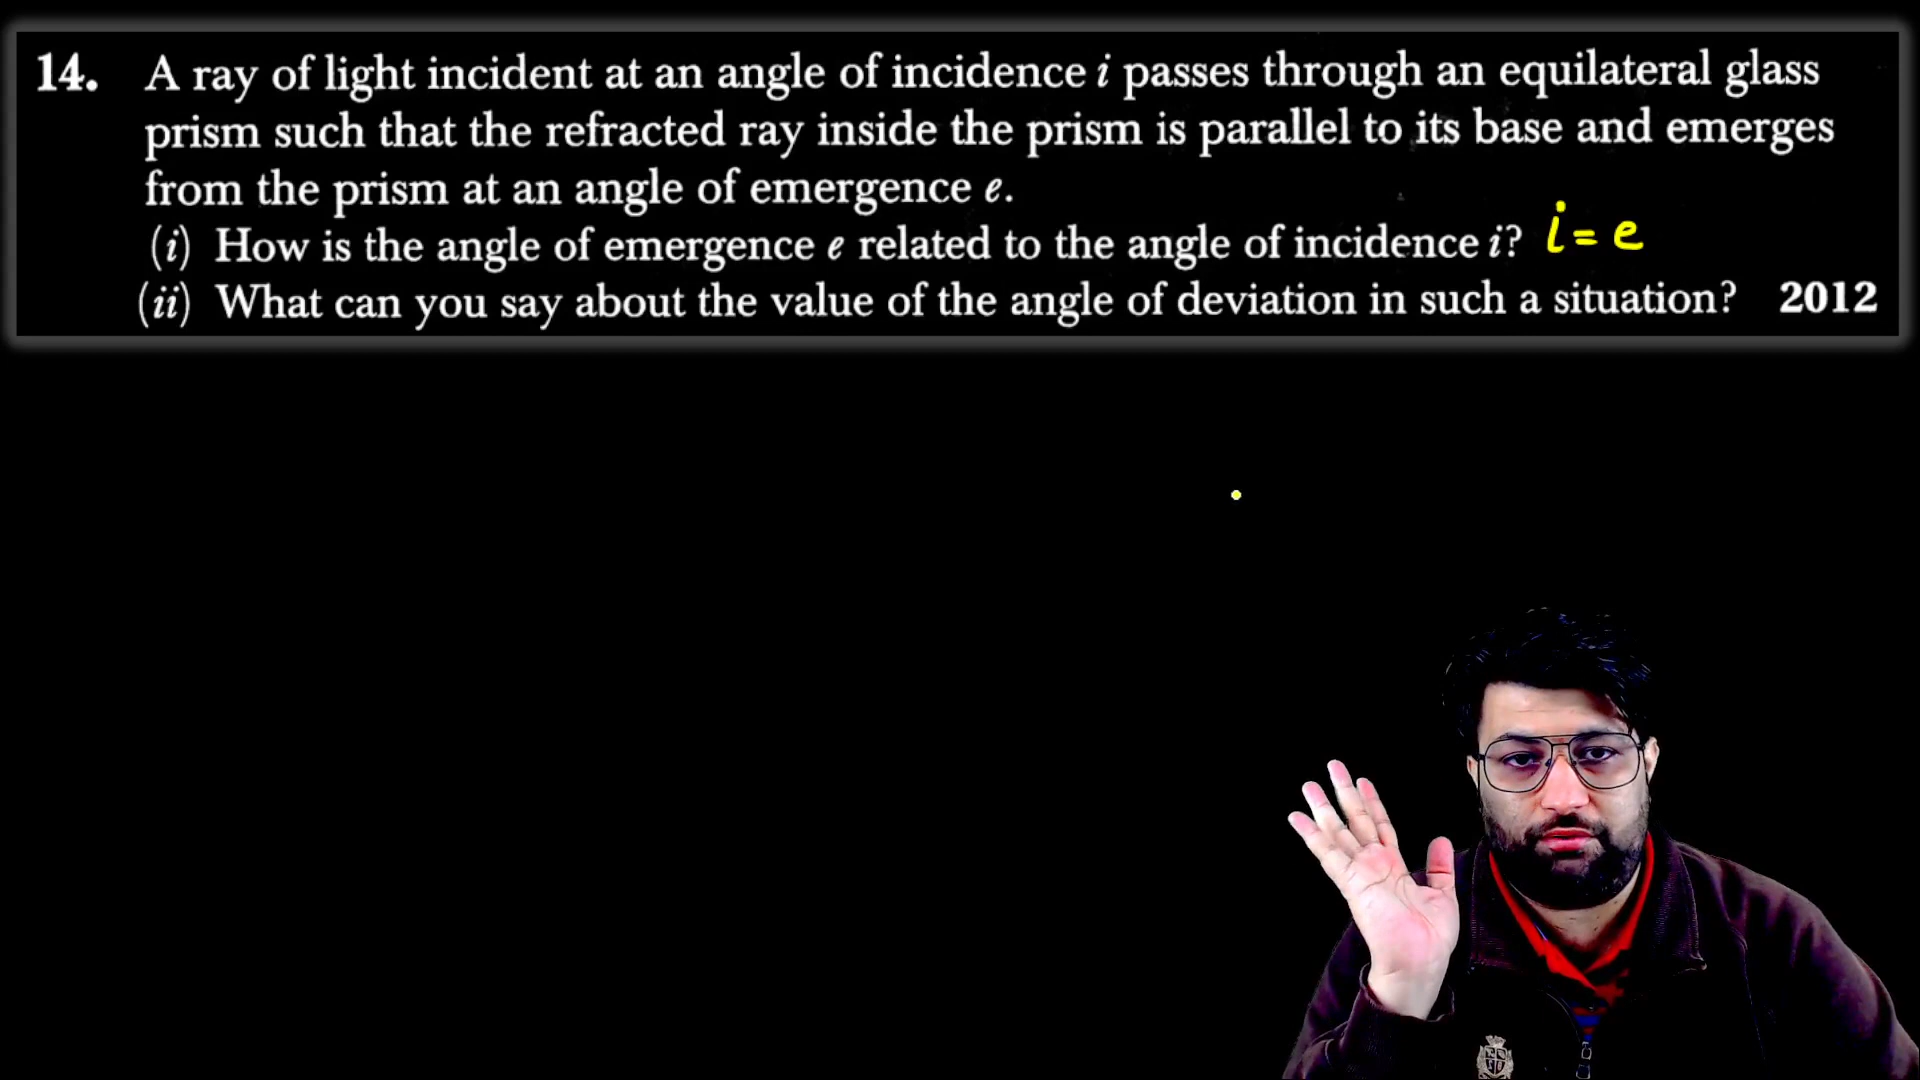 14. A ray of light incident at an angle of incidence i passes through an equilateral glass
prism such that the refracted ray inside the prism is parallel to its base and emerges
from the prism at an angle of emergence e.
(i) How is the angle of emergence e related to the angle of incidence i? i = e
(ii) What can you say about the value of the angle of deviation in such a situation? 2012